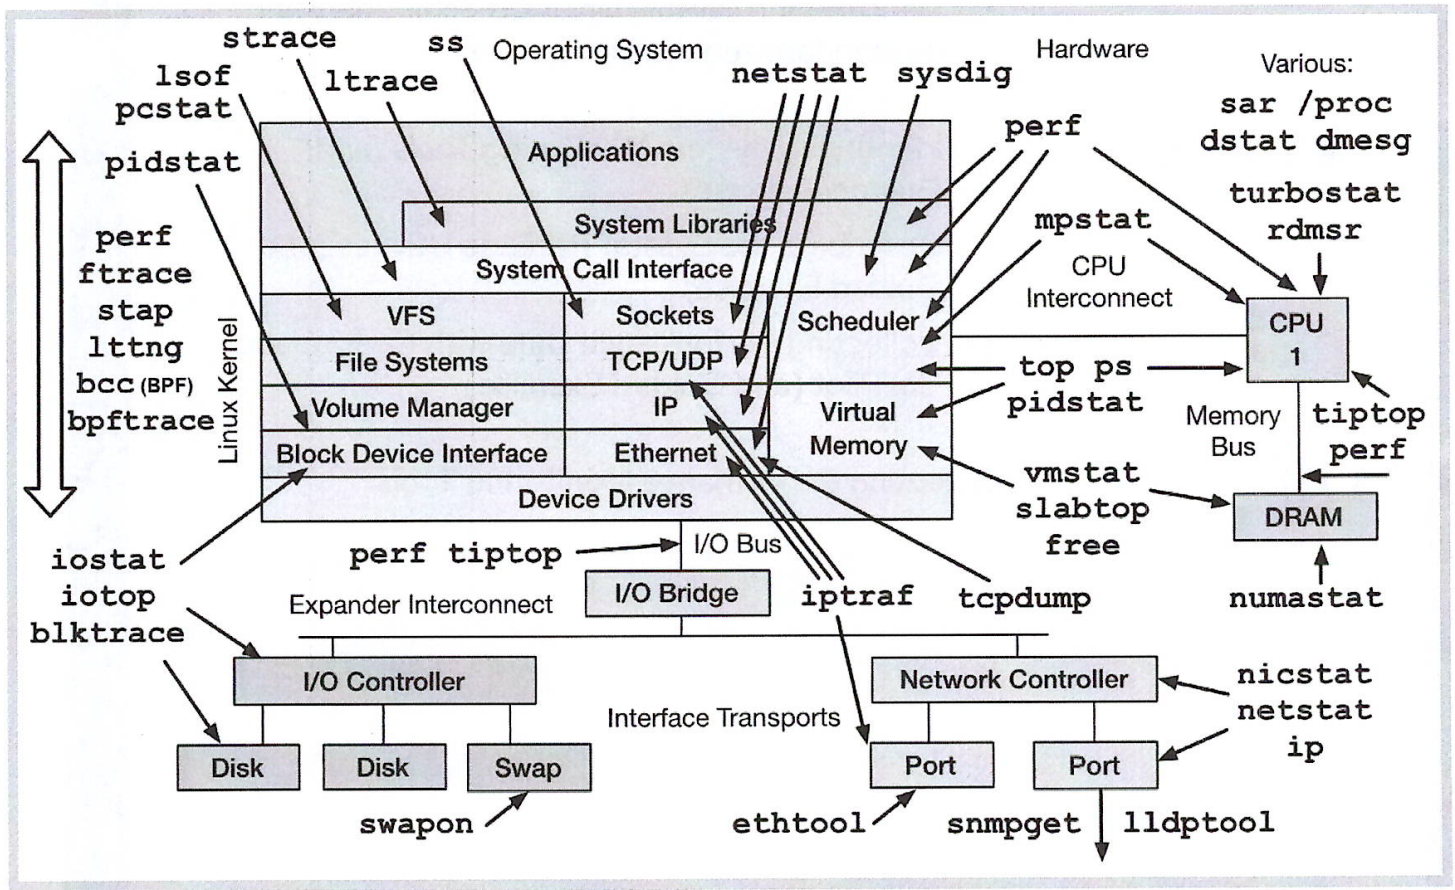 strace
ss
Operating System
Hardware
lsof
pcstat
ltrace
netstat
sysdig
Various:
sar /proc
dstat dmesg
perf
pidstat
Applications
turbostat
rdmsr
System Libraries
mpstat
perf
ftrace
stap
lttng
bcc (BPF)
bpftrace
System Call Interface
CPU
Interconnect
Linux Kernel
VFS
Sockets
Scheduler
CPU
1
File Systems
TCP/UDP
top ps
pidstat
Volume Manager
IP
Virtual
Memory
Memory
Bus
tiptop
perf
Block Device Interface
Ethernet
vmstat
slabtop
free
Device Drivers
DRAM
iostat
iotop
blktrace
perf tiptop
I/O Bus
I/O Bridge
iptraf
tcpdump
numastat
Expander Interconnect
I/O Controller
Network Controller
nicstat
netstat
ip
Interface Transports
Disk
Disk
Swap
Port
Port
swapon
ethtool
snmpget
lldptool